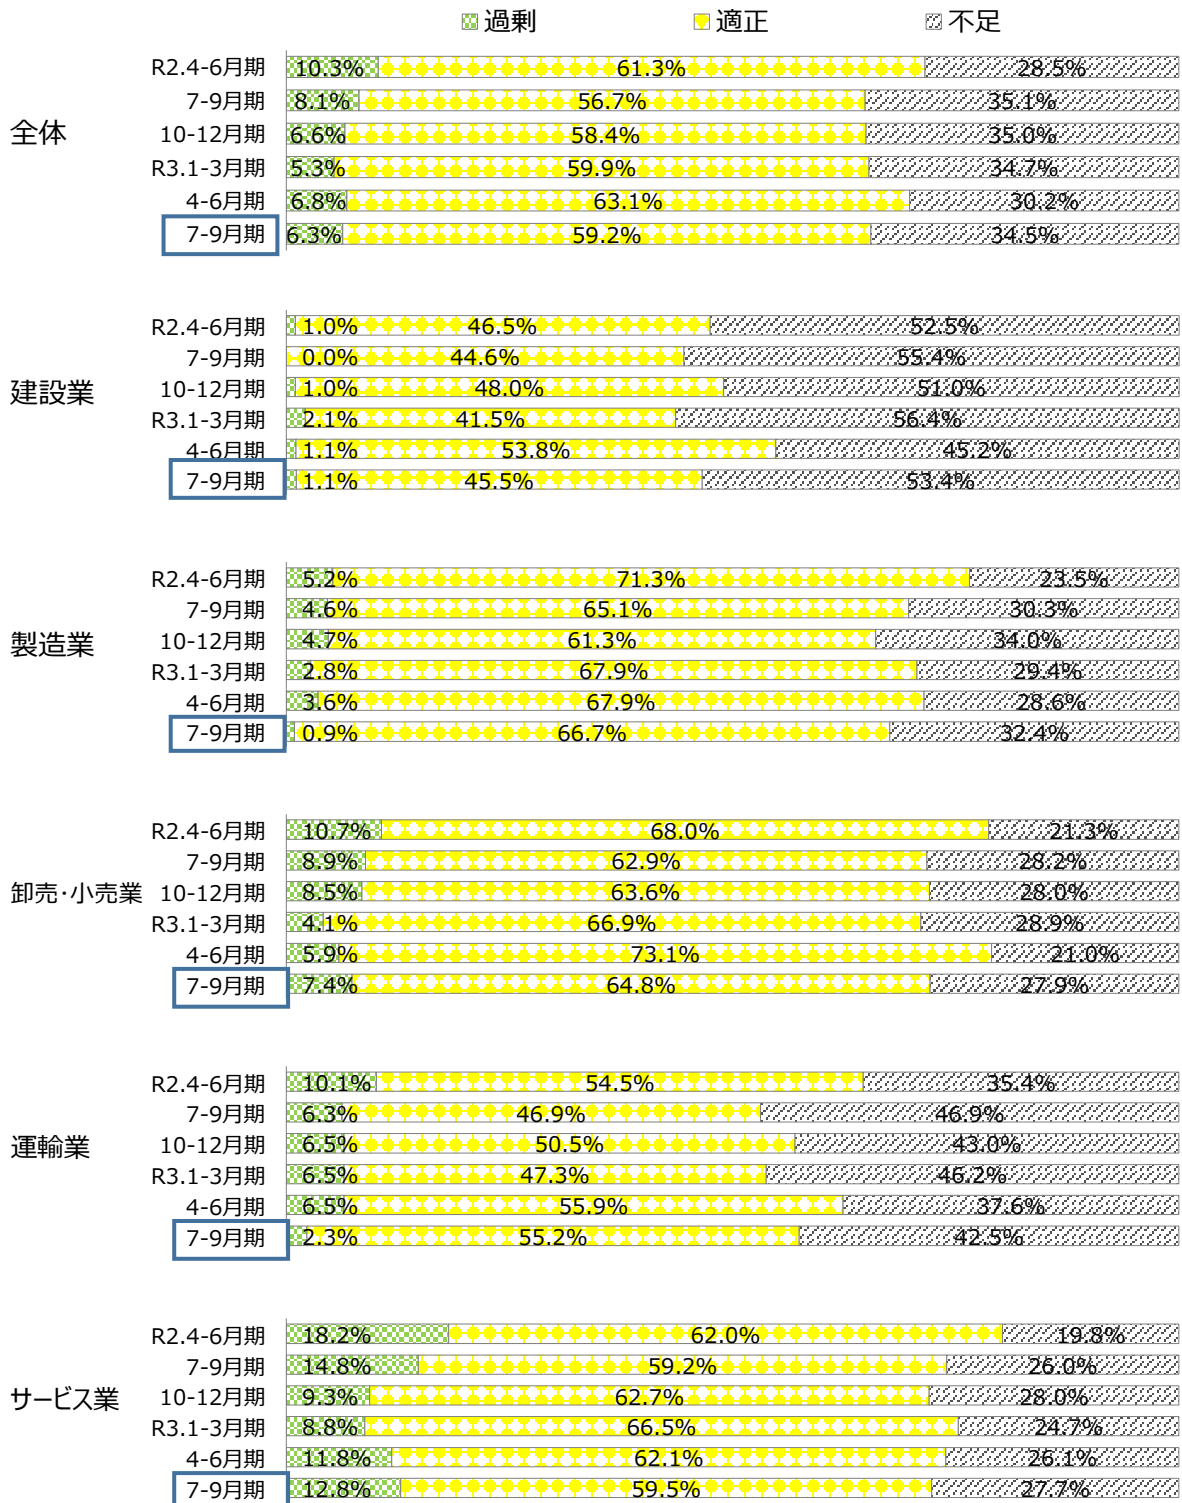 過剰 適正 不足
全体
R2.4-6月期 10.3% 61.3% 28.5%
7-9月期 8.1% 56.7% 35.1%
10-12月期 6.6% 58.4% 35.0%
R3.1-3月期 5.3% 59.9% 34.7%
4-6月期 6.8% 63.1% 30.2%
7-9月期 6.3% 59.2% 34.5%
建設業
R2.4-6月期 1.0% 46.5% 52.5%
7-9月期 0.0% 44.6% 55.4%
10-12月期 1.0% 48.0% 51.0%
R3.1-3月期 2.1% 41.5% 56.4%
4-6月期 1.1% 53.8% 45.2%
7-9月期 1.1% 45.5% 53.4%
製造業
R2.4-6月期 5.2% 71.3% 23.5%
7-9月期 4.6% 65.1% 30.3%
10-12月期 4.7% 61.3% 34.0%
R3.1-3月期 2.8% 67.9% 29.4%
4-6月期 3.6% 67.9% 28.6%
7-9月期 0.9% 66.7% 32.4%
卸売・小売業
R2.4-6月期 10.7% 68.0% 21.3%
7-9月期 8.9% 62.9% 28.2%
10-12月期 8.5% 63.6% 28.0%
R3.1-3月期 4.1% 66.9% 28.9%
4-6月期 5.9% 73.1% 21.0%
7-9月期 7.4% 64.8% 27.9%
運輸業
R2.4-6月期 10.1% 54.5% 35.4%
7-9月期 6.3% 46.9% 46.9%
10-12月期 6.5% 50.5% 43.0%
R3.1-3月期 6.5% 47.3% 46.2%
4-6月期 6.5% 55.9% 37.6%
7-9月期 2.3% 55.2% 42.5%
サービス業
R2.4-6月期 18.2% 62.0% 19.8%
7-9月期 14.8% 59.2% 26.0%
10-12月期 9.3% 62.7% 28.0%
R3.1-3月期 8.8% 66.5% 24.7%
4-6月期 11.8% 62.1% 26.1%
7-9月期 12.8% 59.5% 27.7%